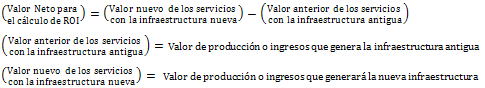 (Valor Neto para el cálculo de ROI) = (Valor nuevo de los servicios con la infraestructura nueva) − (Valor anterior de los servicios con la infraestructura antigua)
(Valor anterior de los servicios con la infraestructura antigua) = Valor de producción o ingresos que genera la infraestructura antigua
(Valor nuevo de los servicios con la infraestructura nueva) = Valor de producción o ingresos que generará la nueva infraestructura